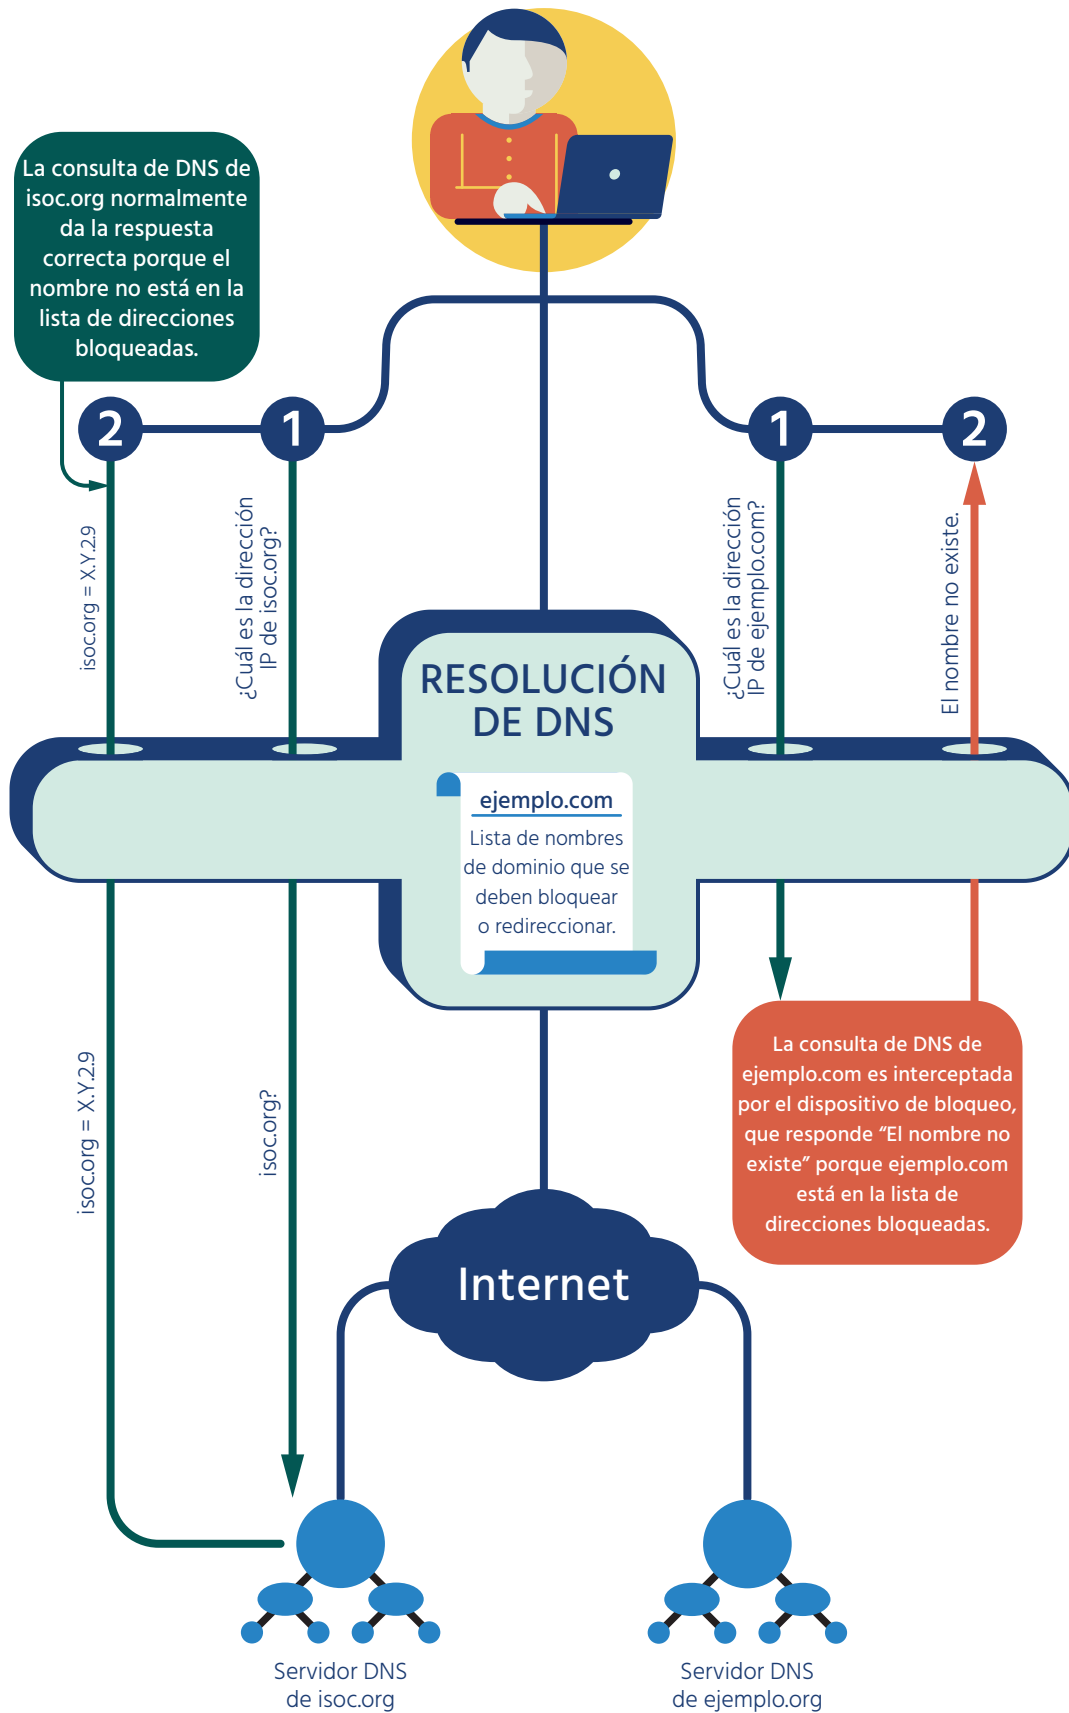 La consulta de DNS de
isoc.org normalmente
da la respuesta
correcta porque el
nombre no está en la
lista de direcciones
bloqueadas.
2
1
1
2
isoc.org = X.Y.2.9
¿Cuál es la dirección
IP de isoc.org?
¿Cuál es la dirección
IP de ejemplo.com?
El nombre no existe.
RESOLUCIÓN
DE DNS
ejemplo.com
Lista de nombres
de dominio que se
deben bloquear
o redireccionar.
isoc.org = X.Y.2.9
isoc.org?
La consulta de DNS de
ejemplo.com es interceptada
por el dispositivo de bloqueo,
que responde “El nombre no
existe” porque ejemplo.com
está en la lista de
direcciones bloqueadas.
Internet
Servidor DNS
de isoc.org
Servidor DNS
de ejemplo.org